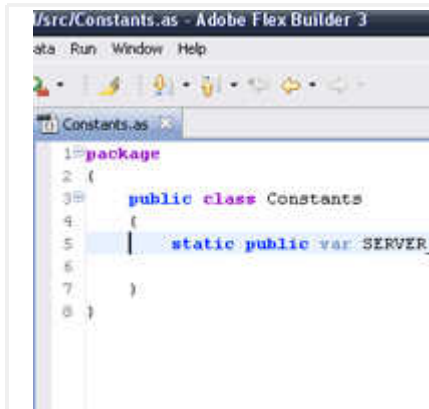 /src/Constants.as - Adobe Flex Builder 3
ata Run Window Help
Constants.as
1 package
2 {
3 public class Constants
4 {
5 static public var SERVER_
6
7 }
8 }